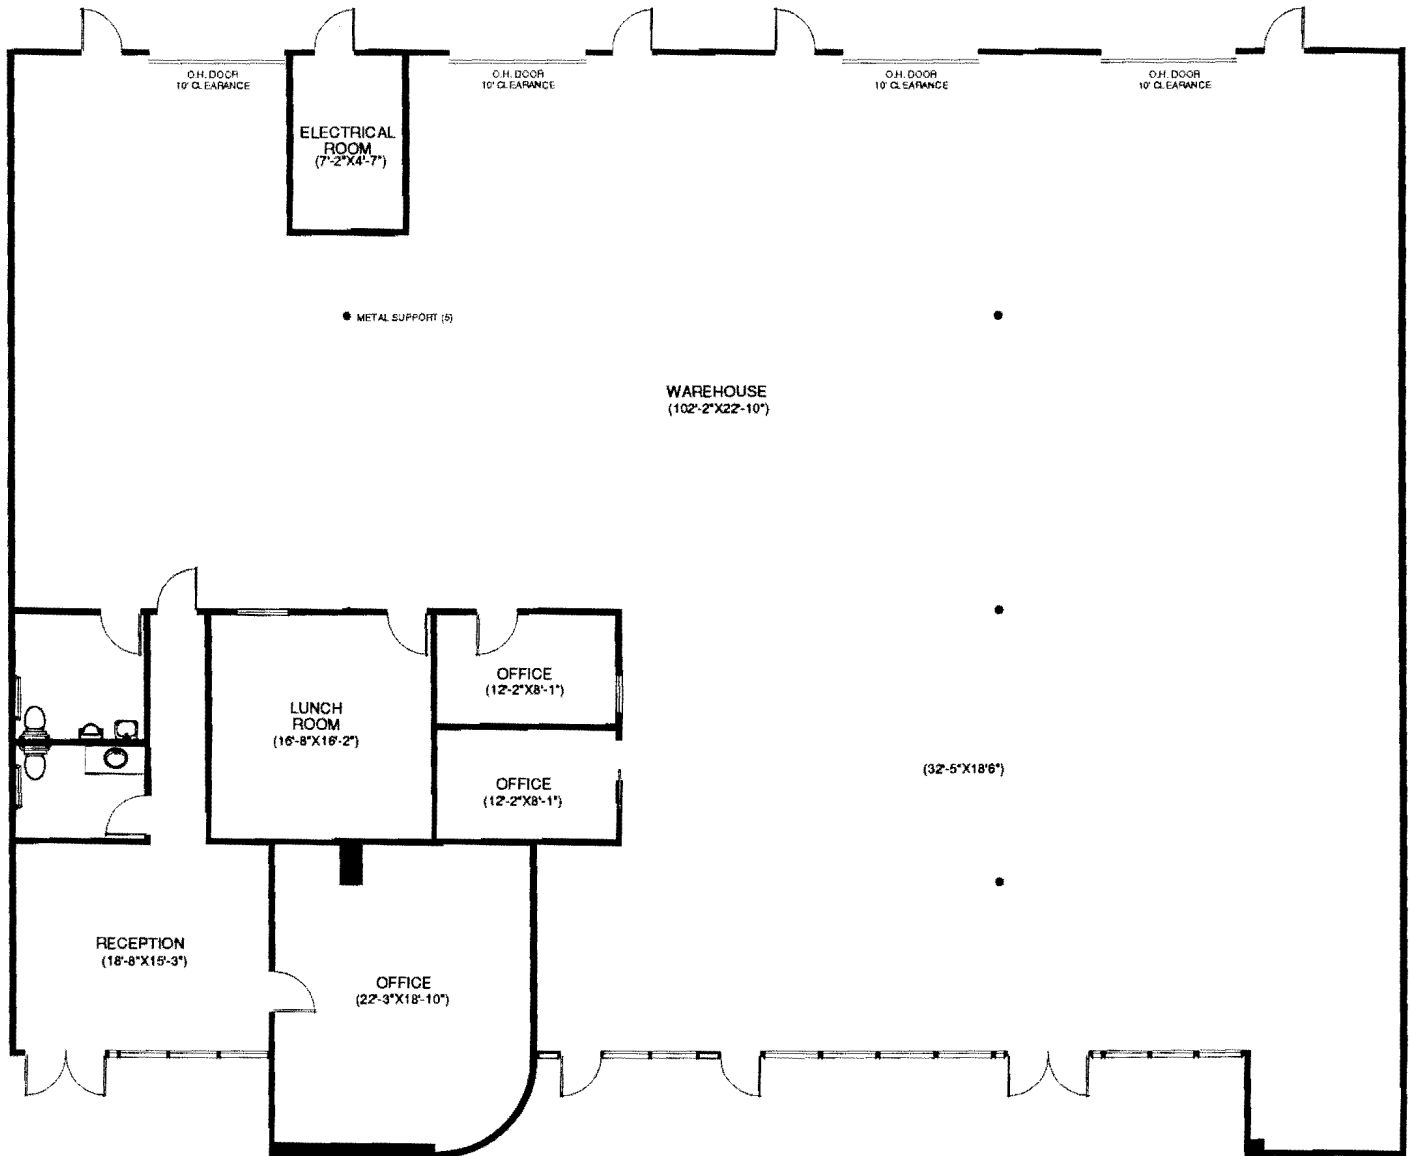 O.H. DOOR
10' CLEARANCE
O.H. DOOR
10' CLEARANCE
O.H. DOOR
10' CLEARANCE
O.H. DOOR
10' CLEARANCE
ELECTRICAL
ROOM
(7'-2"X4'-7")
METAL SUPPORT (5)
WAREHOUSE
(102'-2"X22'-10")
OFFICE
(12'-2"X8'-1")
LUNCH
ROOM
(16'-8"X16'-2")
OFFICE
(12'-2"X8'-1")
(32'-5"X18'6")
RECEPTION
(18'-8"X15'-3")
OFFICE
(22'-3"X18'-10")